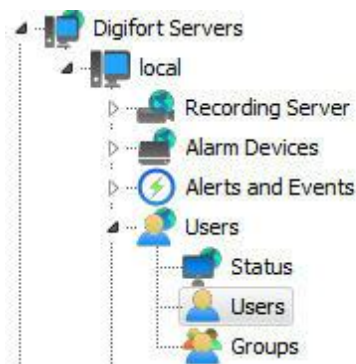 Digifort Servers
local
Recording Server
Alarm Devices
Alerts and Events
Users
Status
Users
Groups